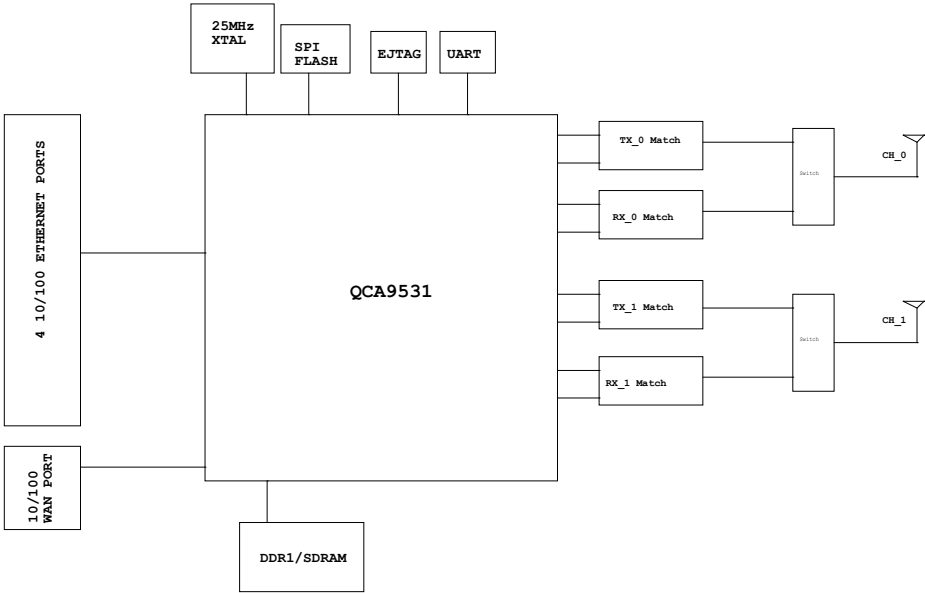 25MHz
XTAL
SPI
FLASH
EJTAG
UART
4 10/100 ETHERNET PORTS
10/100
WAN PORT
QCA9531
DDR1/SDRAM
TX_0 Match
RX_0 Match
Switch
CH_0
TX_1 Match
RX_1 Match
Switch
CH_1